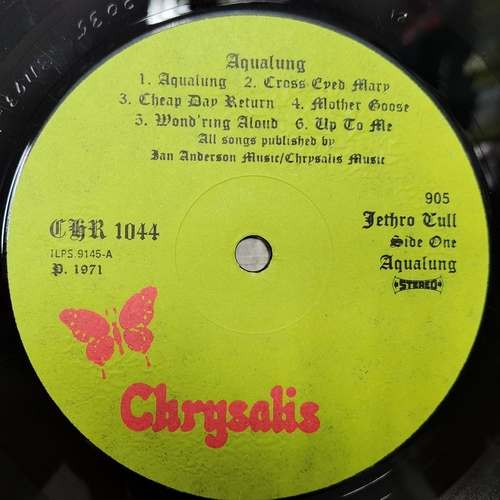 Aqualung
1. Aqualung 2. Cross Eyed Mary
3. Cheap Day Return 4. Mother Goose
5. Wond'ring Aloud 6. Up To Me
All songs published by
Ian Anderson Music/Chrysalis Music
905
CHR 1044
Jethro Tull
ILPS 9145-A
Side One
P. 1971
Aqualung
STEREO
Chrysalis